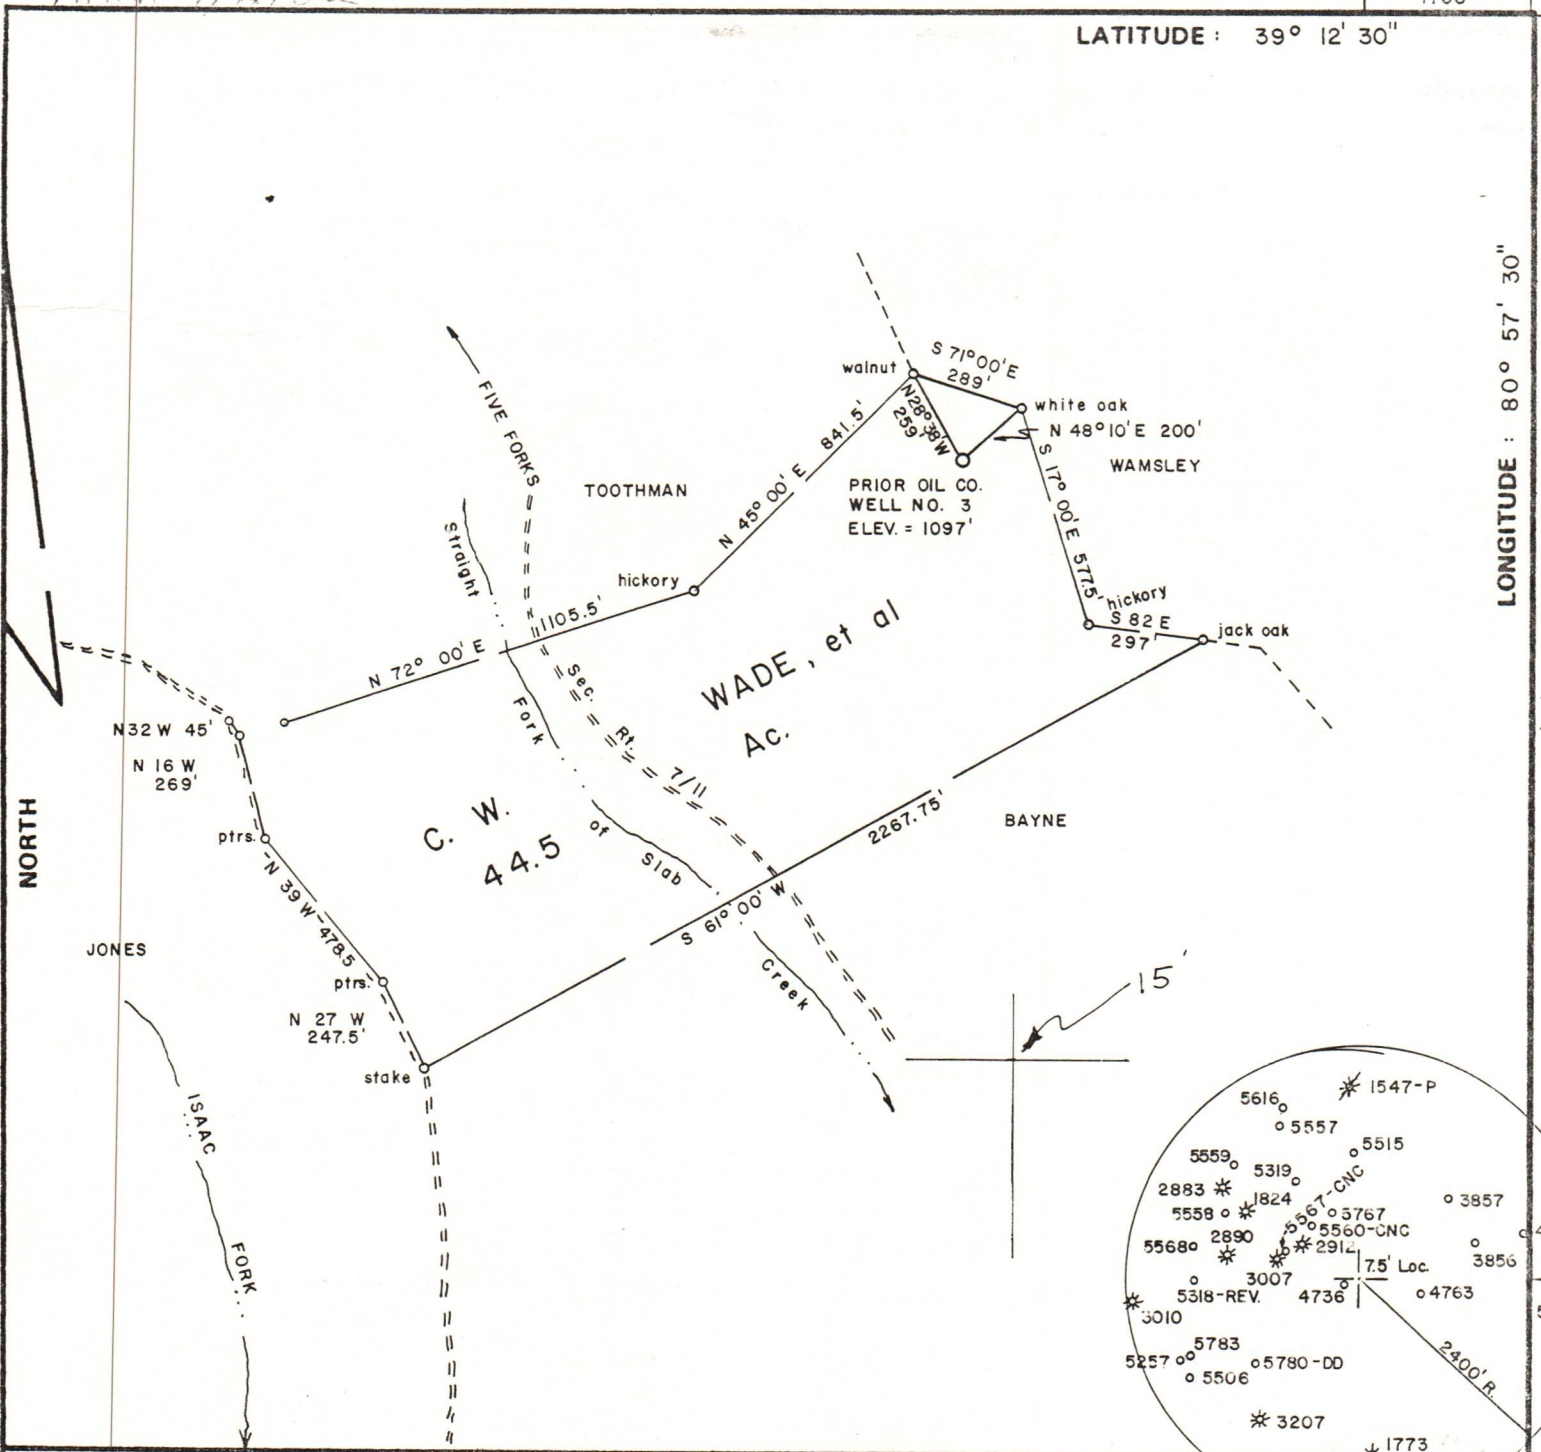 LATITUDE : 39° 12' 30"
LONGITUDE : 80° 57' 30"
walnut
S 71°00'E
289'
white oak
N28°38'W
259'
N 48°10'E 200'
WAMSLEY
PRIOR OIL CO.
WELL NO. 3
ELEV. = 1097'
FIVE FORKS
TOOTHMAN
N 45° 00' E 841.5'
S 17° 00'E 577.5'
Straight
hickory
hickory
S 82 E
297'
jack oak
N 72° 00' E 1105.5'
WADE, et al
Ac.
Sec. Rt. 7/11
Fork
N32 W 45'
N 16 W
269'
ptrs.
C. W.
44.5
of Slab
2267.75'
BAYNE
NORTH
N 39 W-478.5
S 61° 00' W
JONES
ptrs.
Creek
15'
N 27 W
247.5'
stake
ISAAC
FORK
1547-P
5616
5557
5515
5559
5319
2883
1824
5567-CNC
3857
5558
5767
5560-CNC
2890
2912
5568
3856
3007
7.5' Loc.
5318-REV.
4736
4763
3010
5783
5257
5780-DD
5506
2400'R.
3207
1773